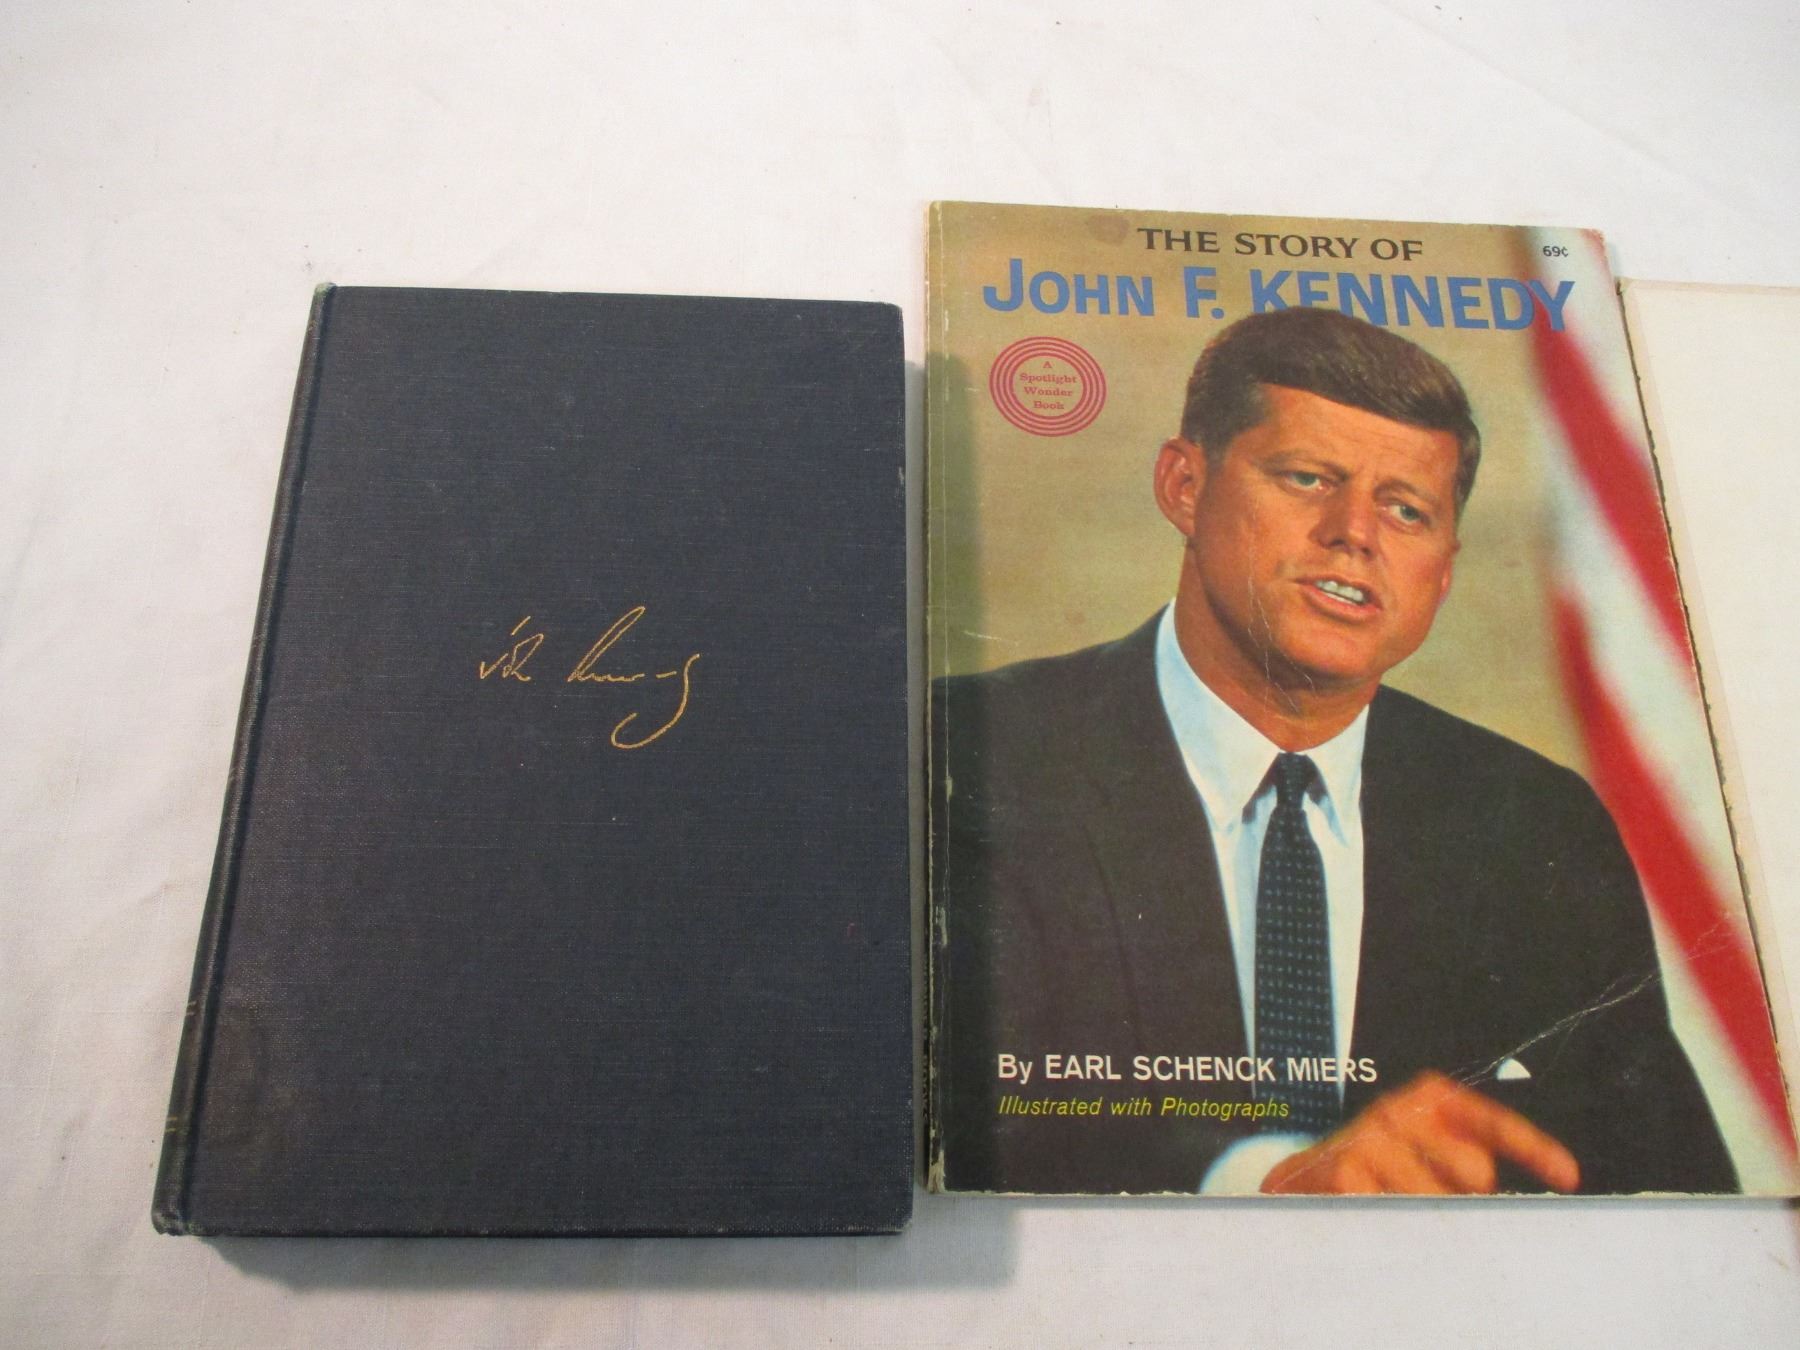 THE STORY OF
69¢
JOHN F. KENNEDY
A
Spotlight
Wonder
Book
By EARL SCHENCK MIERS
Illustrated with Photographs